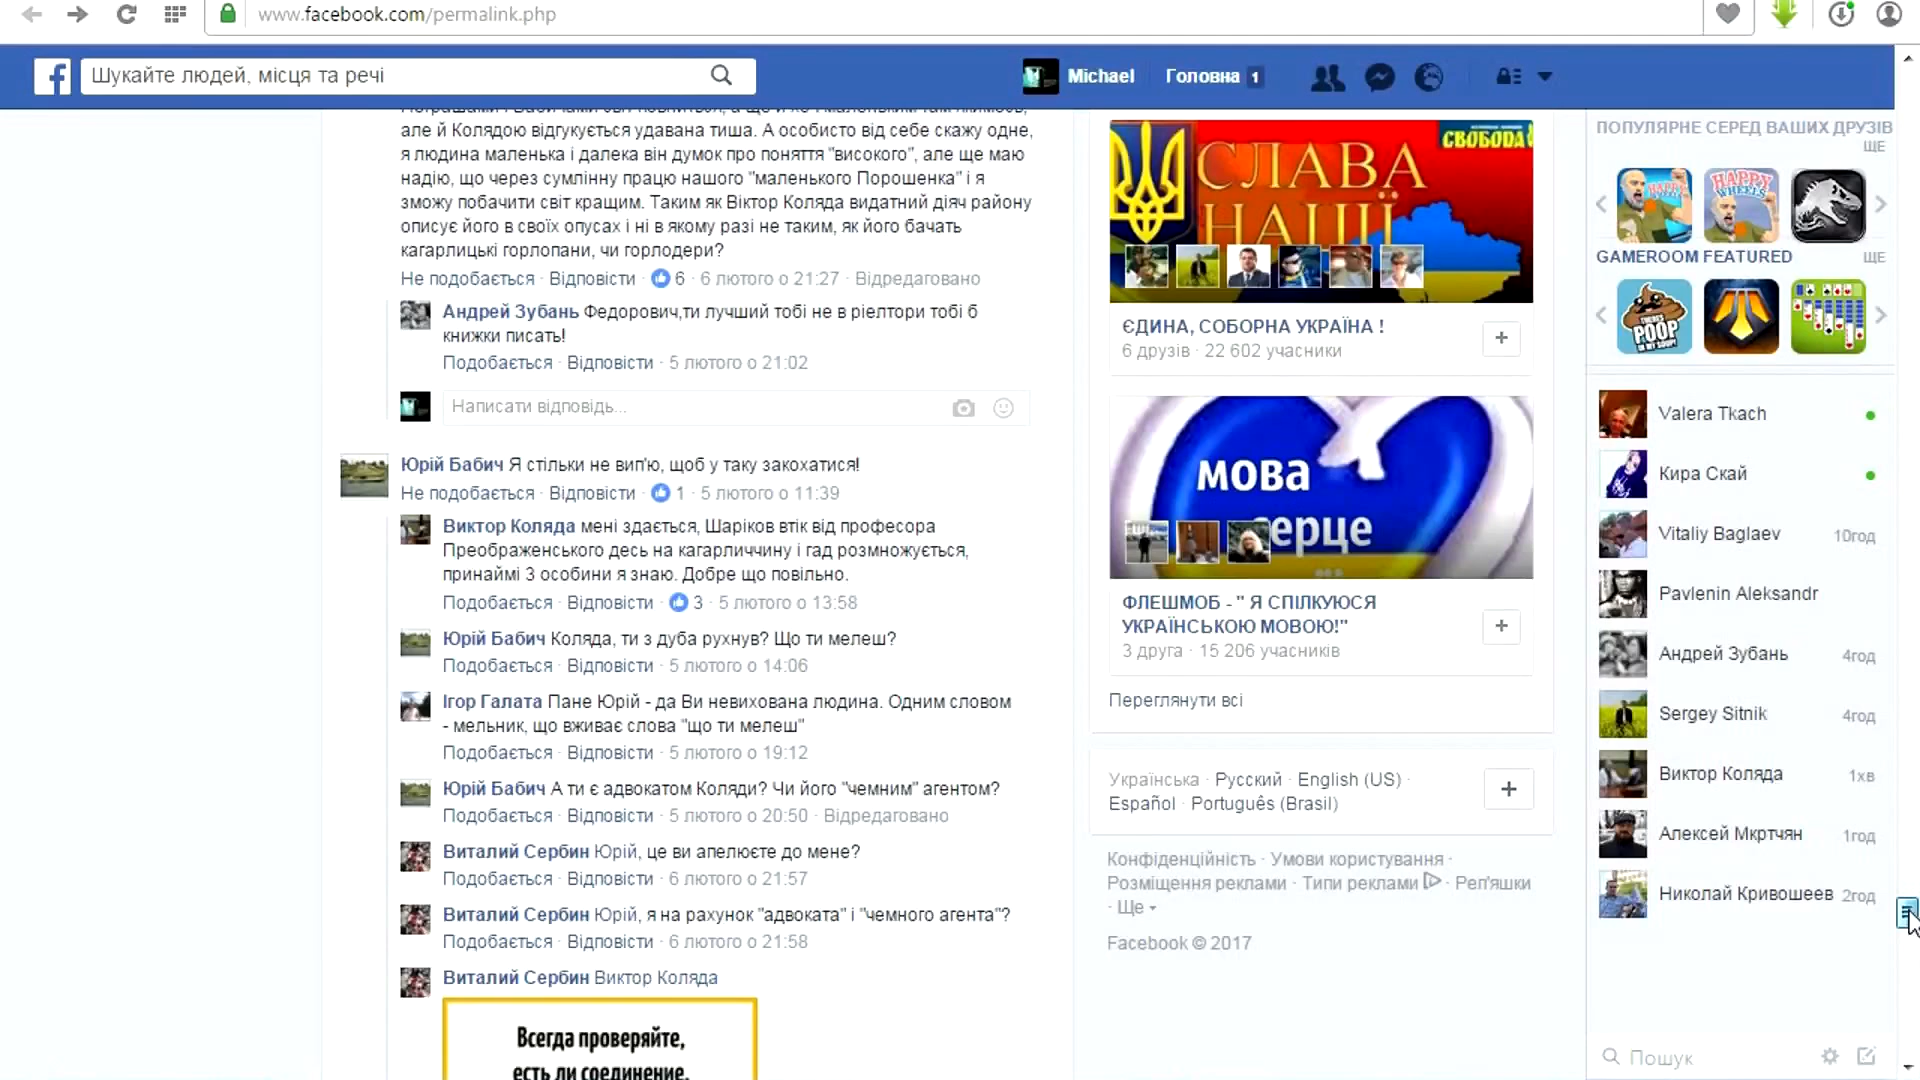 www.facebook.com/permalink.php
Шукайте людей, місця та речі
Michael
Головна 1
але й Колядою відгукується удавана тиша. А особисто від себе скажу одне,
я людина маленька і далека він думок про поняття "високого", але ще маю
надію, що через сумлінну працю нашого "маленького Порошенка" і я
зможу побачити світ кращим. Таким як Віктор Коляда видатний діяч району
описує його в своїх опусах і ні в якому разі не таким, як його бачать
кагарлицькі горлопани, чи горлодери?
Не подобається · Відповісти · 6 · 6 лютого о 21:27 · Відредаговано
Андрей Зубань Федорович,ти лучший тобі не в ріелтори тобі б
книжки писать!
Подобається · Відповісти · 5 лютого о 21:02
Написати відповідь...
Юрій Бабич Я стільки не вип'ю, щоб у таку закохатися!
Не подобається · Відповісти · 1 · 5 лютого о 11:39
Виктор Коляда мені здається, Шаріков втік від професора
Преображенського десь на кагарличчину і гад розмножується,
принаймі 3 особини я знаю. Добре що повільно.
Подобається · Відповісти · 3 · 5 лютого о 13:58
Юрій Бабич Коляда, ти з дуба рухнув? Що ти мелеш?
Подобається · Відповісти · 5 лютого о 14:06
Ігор Галата Пане Юрій - да Ви невихована людина. Одним словом
- мельник, що вживає слова "що ти мелеш"
Подобається · Відповісти · 5 лютого о 19:12
Юрій Бабич А ти є адвокатом Коляди? Чи його "чемним" агентом?
Подобається · Відповісти · 5 лютого о 20:50 · Відредаговано
Виталий Сербин Юрій, це ви апелюєте до мене?
Подобається · Відповісти · 6 лютого о 21:57
Виталий Сербин Юрій, я на рахунок "адвоката" і "чемного агента"?
Подобається · Відповісти · 6 лютого о 21:58
Виталий Сербин Виктор Коляда
Всегда проверяйте,
есть ли соединение.
СВОБОДА
СЛАВА
НАЦІЇ
ЄДИНА, СОБОРНА УКРАЇНА !
6 друзів · 22 602 учасники
мова
серце
ФЛЕШМОБ - " Я СПІЛКУЮСЯ
УКРАЇНСЬКОЮ МОВОЮ!"
3 друга · 15 206 учасників
Переглянути всі
Українська · Русский · English (US) ·
Español · Português (Brasil)
Конфіденційність · Умови користування ·
Розміщення реклами · Типи реклами · Реп'яшки
· Ще
Facebook © 2017
ПОПУЛЯРНЕ СЕРЕД ВАШИХ ДРУЗІВ
ЩЕ
HAPPY
HAPPY
WHEELS
GAMEROOM FEATURED ЩЕ
THERE'S
POOP
IN MY SOUP!
Valera Tkach
Кира Скай
Vitaliy Baglaev 10год
Pavlenin Aleksandr
Андрей Зубань 4год
Sergey Sitnik 4год
Виктор Коляда 1хв
Алексей Мкртчян 1год
Николай Кривошеев 2год
Пошук